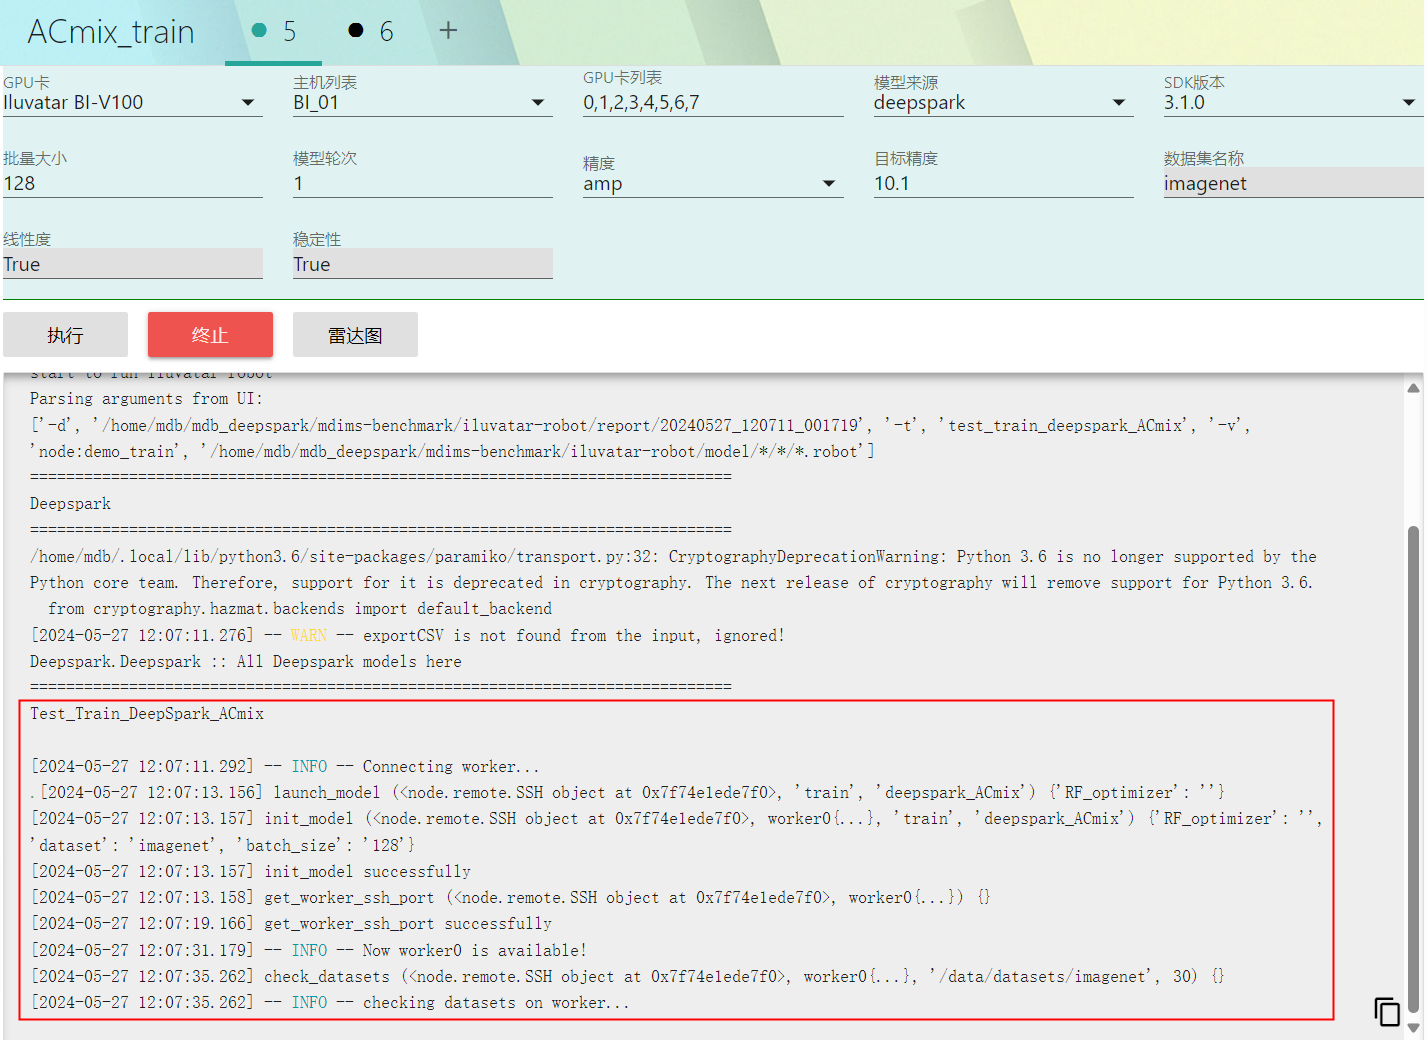 ACmix_train
5
6
+
GPU卡
主机列表
GPU卡列表
模型来源
SDK版本
Iluvatar BI-V100
BI_01
0,1,2,3,4,5,6,7
deepspark
3.1.0
批量大小
模型轮次
精度
目标精度
数据集名称
128
1
amp
10.1
imagenet
线性度
稳定性
True
True
执行
终止
雷达图
start to run iluvatar robot
Parsing arguments from UI:
['-d', '/home/mdb/mdb_deepspark/mdims-benchmark/iluvatar-robot/report/20240527_120711_001719', '-t', 'test_train_deepspark_ACmix', '-v',
'node:demo_train', '/home/mdb/mdb_deepspark/mdims-benchmark/iluvatar-robot/model/*/*/*.robot']
==============================================================================
Deepspark
==============================================================================
/home/mdb/.local/lib/python3.6/site-packages/paramiko/transport.py:32: CryptographyDeprecationWarning: Python 3.6 is no longer supported by the
Python core team. Therefore, support for it is deprecated in cryptography. The next release of cryptography will remove support for Python 3.6.
from cryptography.hazmat.backends import default_backend
[2024-05-27 12:07:11.276] -- WARN -- exportCSV is not found from the input, ignored!
Deepspark.Deepspark :: All Deepspark models here
==============================================================================
Test_Train_DeepSpark_ACmix
[2024-05-27 12:07:11.292] -- INFO -- Connecting worker...
.[2024-05-27 12:07:13.156] launch_model (<node.remote.SSH object at 0x7f74e1ede7f0>, 'train', 'deepspark_ACmix') {'RF_optimizer': ''}
[2024-05-27 12:07:13.157] init_model (<node.remote.SSH object at 0x7f74e1ede7f0>, worker0{...}, 'train', 'deepspark_ACmix') {'RF_optimizer': '',
'dataset': 'imagenet', 'batch_size': '128'}
[2024-05-27 12:07:13.157] init_model successfully
[2024-05-27 12:07:13.158] get_worker_ssh_port (<node.remote.SSH object at 0x7f74e1ede7f0>, worker0{...}) {}
[2024-05-27 12:07:19.166] get_worker_ssh_port successfully
[2024-05-27 12:07:31.179] -- INFO -- Now worker0 is available!
[2024-05-27 12:07:35.262] check_datasets (<node.remote.SSH object at 0x7f74e1ede7f0>, worker0{...}, '/data/datasets/imagenet', 30) {}
[2024-05-27 12:07:35.262] -- INFO -- checking datasets on worker...